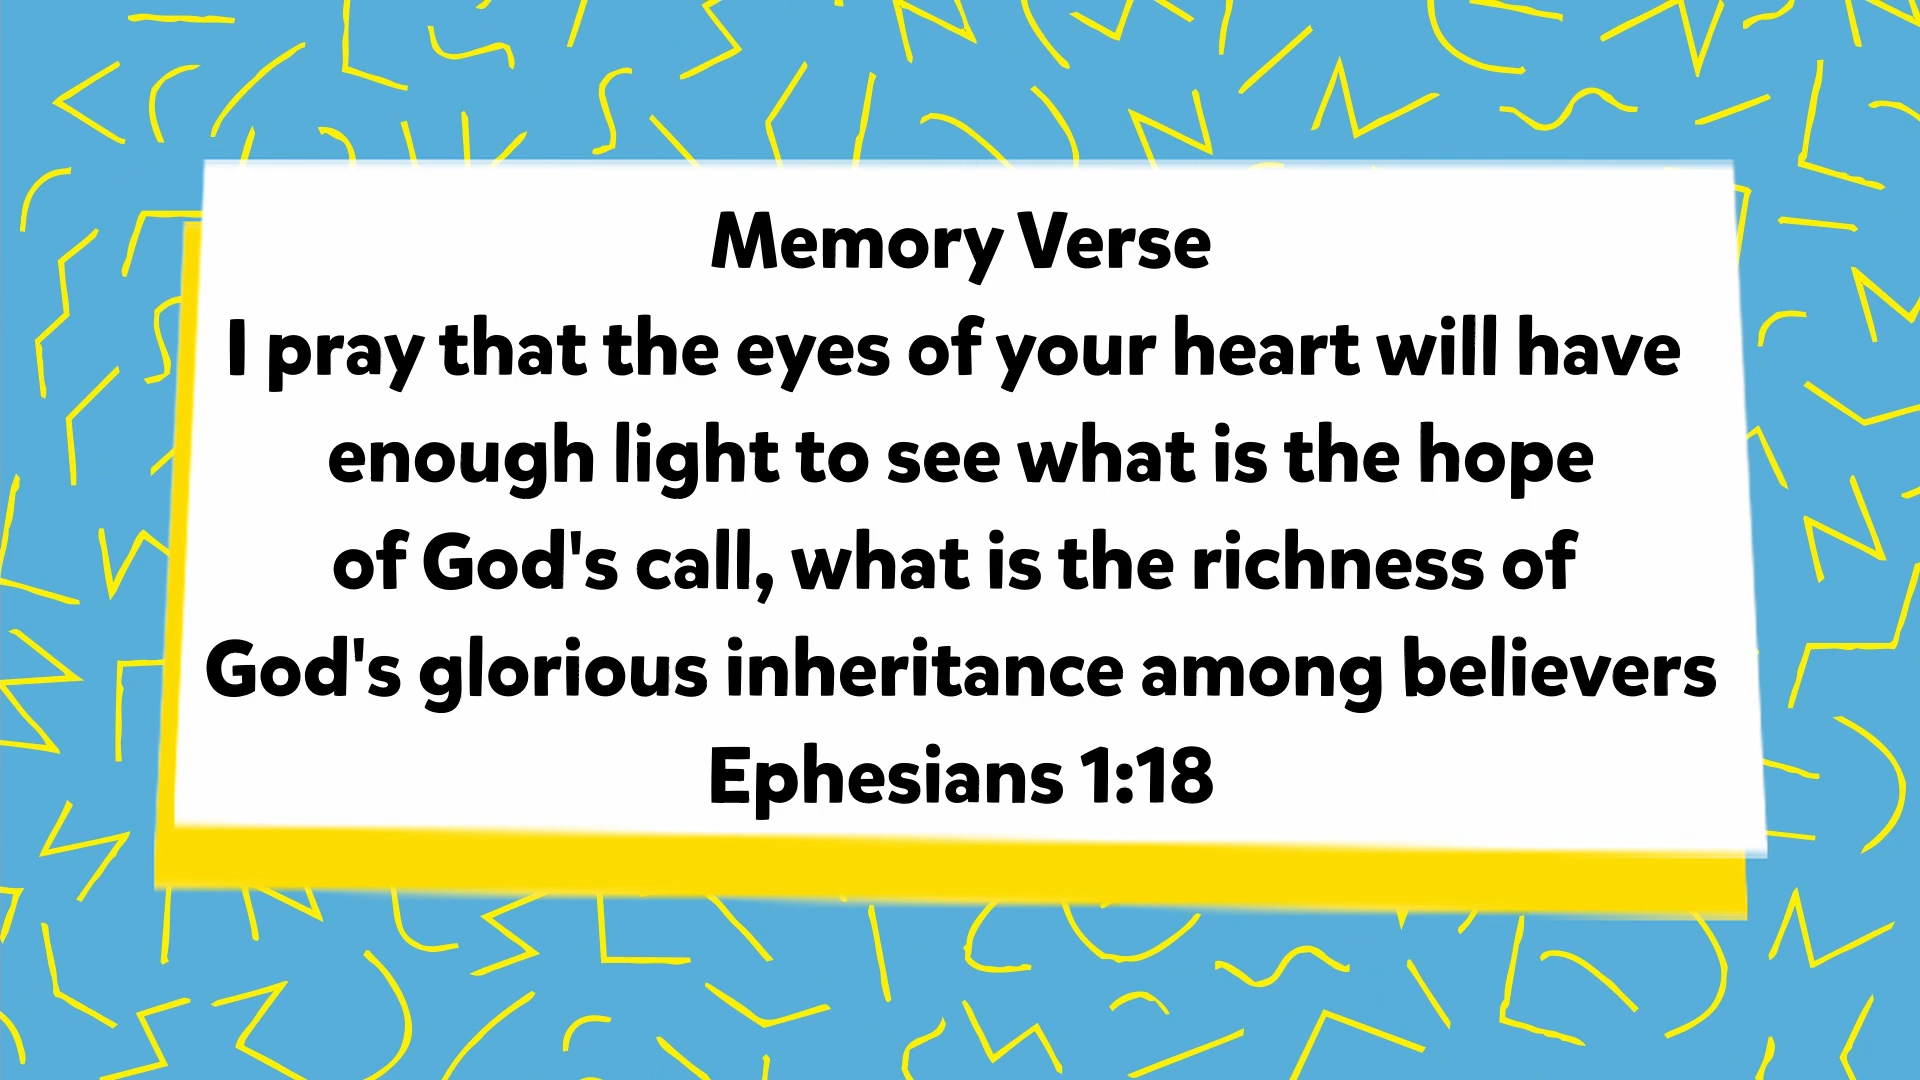 Memory Verse
I pray that the eyes of your heart will have
enough light to see what is the hope
of God's call, what is the richness of
God's glorious inheritance among believers
Ephesians 1:18